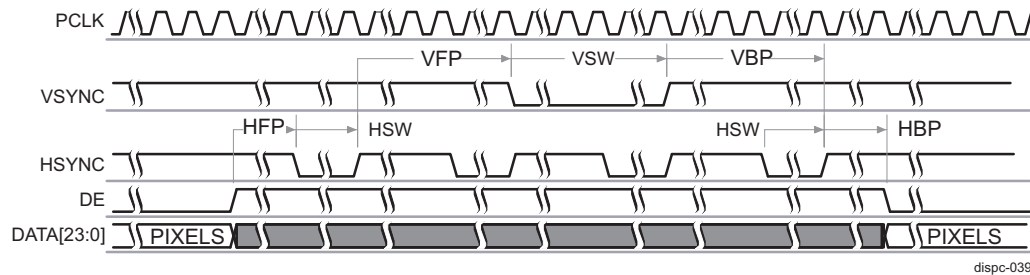 PCLK
VFP VSW VBP
VSYNC
HFP HSW HSW HBP
HSYNC
DE
DATA[23:0] PIXELS PIXELS
dispc-039